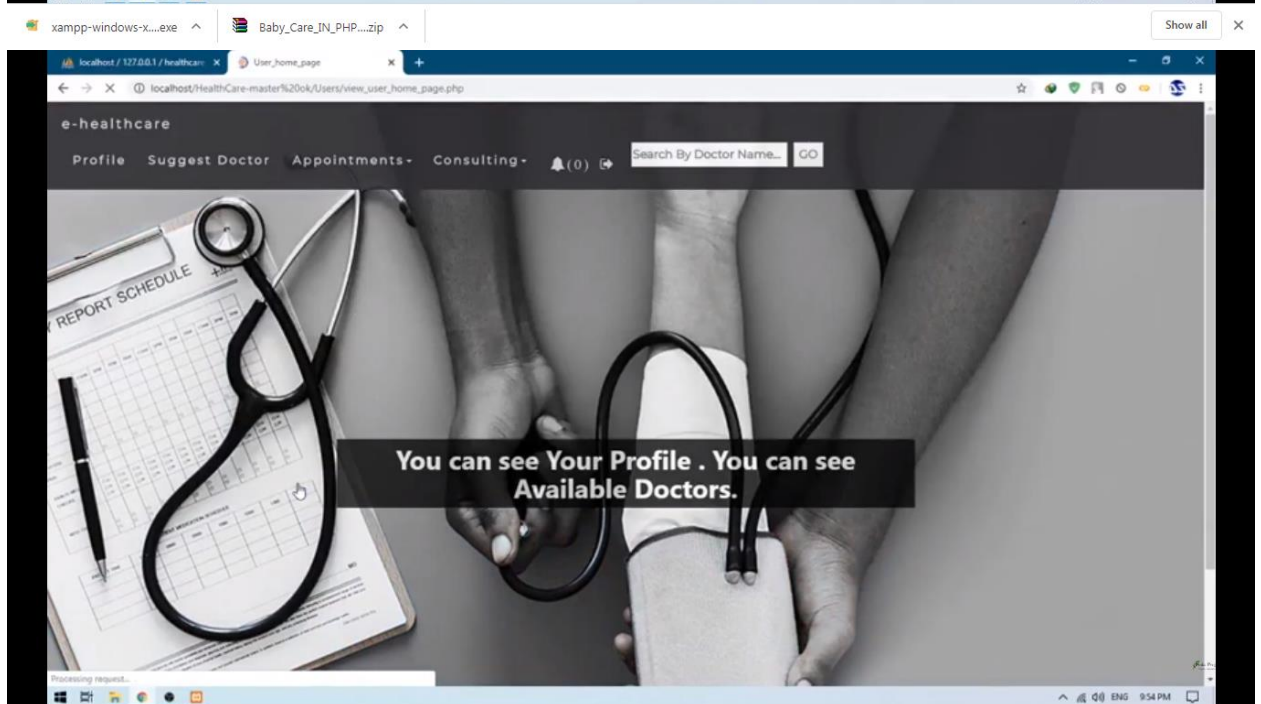 xampp-windows-x....exe
Baby_Care_IN_PHP....zip
Show all
localhost / 127.0.0.1 / healthcare
User_home_page
localhost/HealthCare-master%20ok/Users/view_user_home_page.php
e-healthcare
Profile Suggest Doctor Appointments Consulting (0) Search By Doctor Name... GO
REPORT SCHEDULE
You can see Your Profile . You can see
Available Doctors.
Processing request...
ENG 9:54 PM